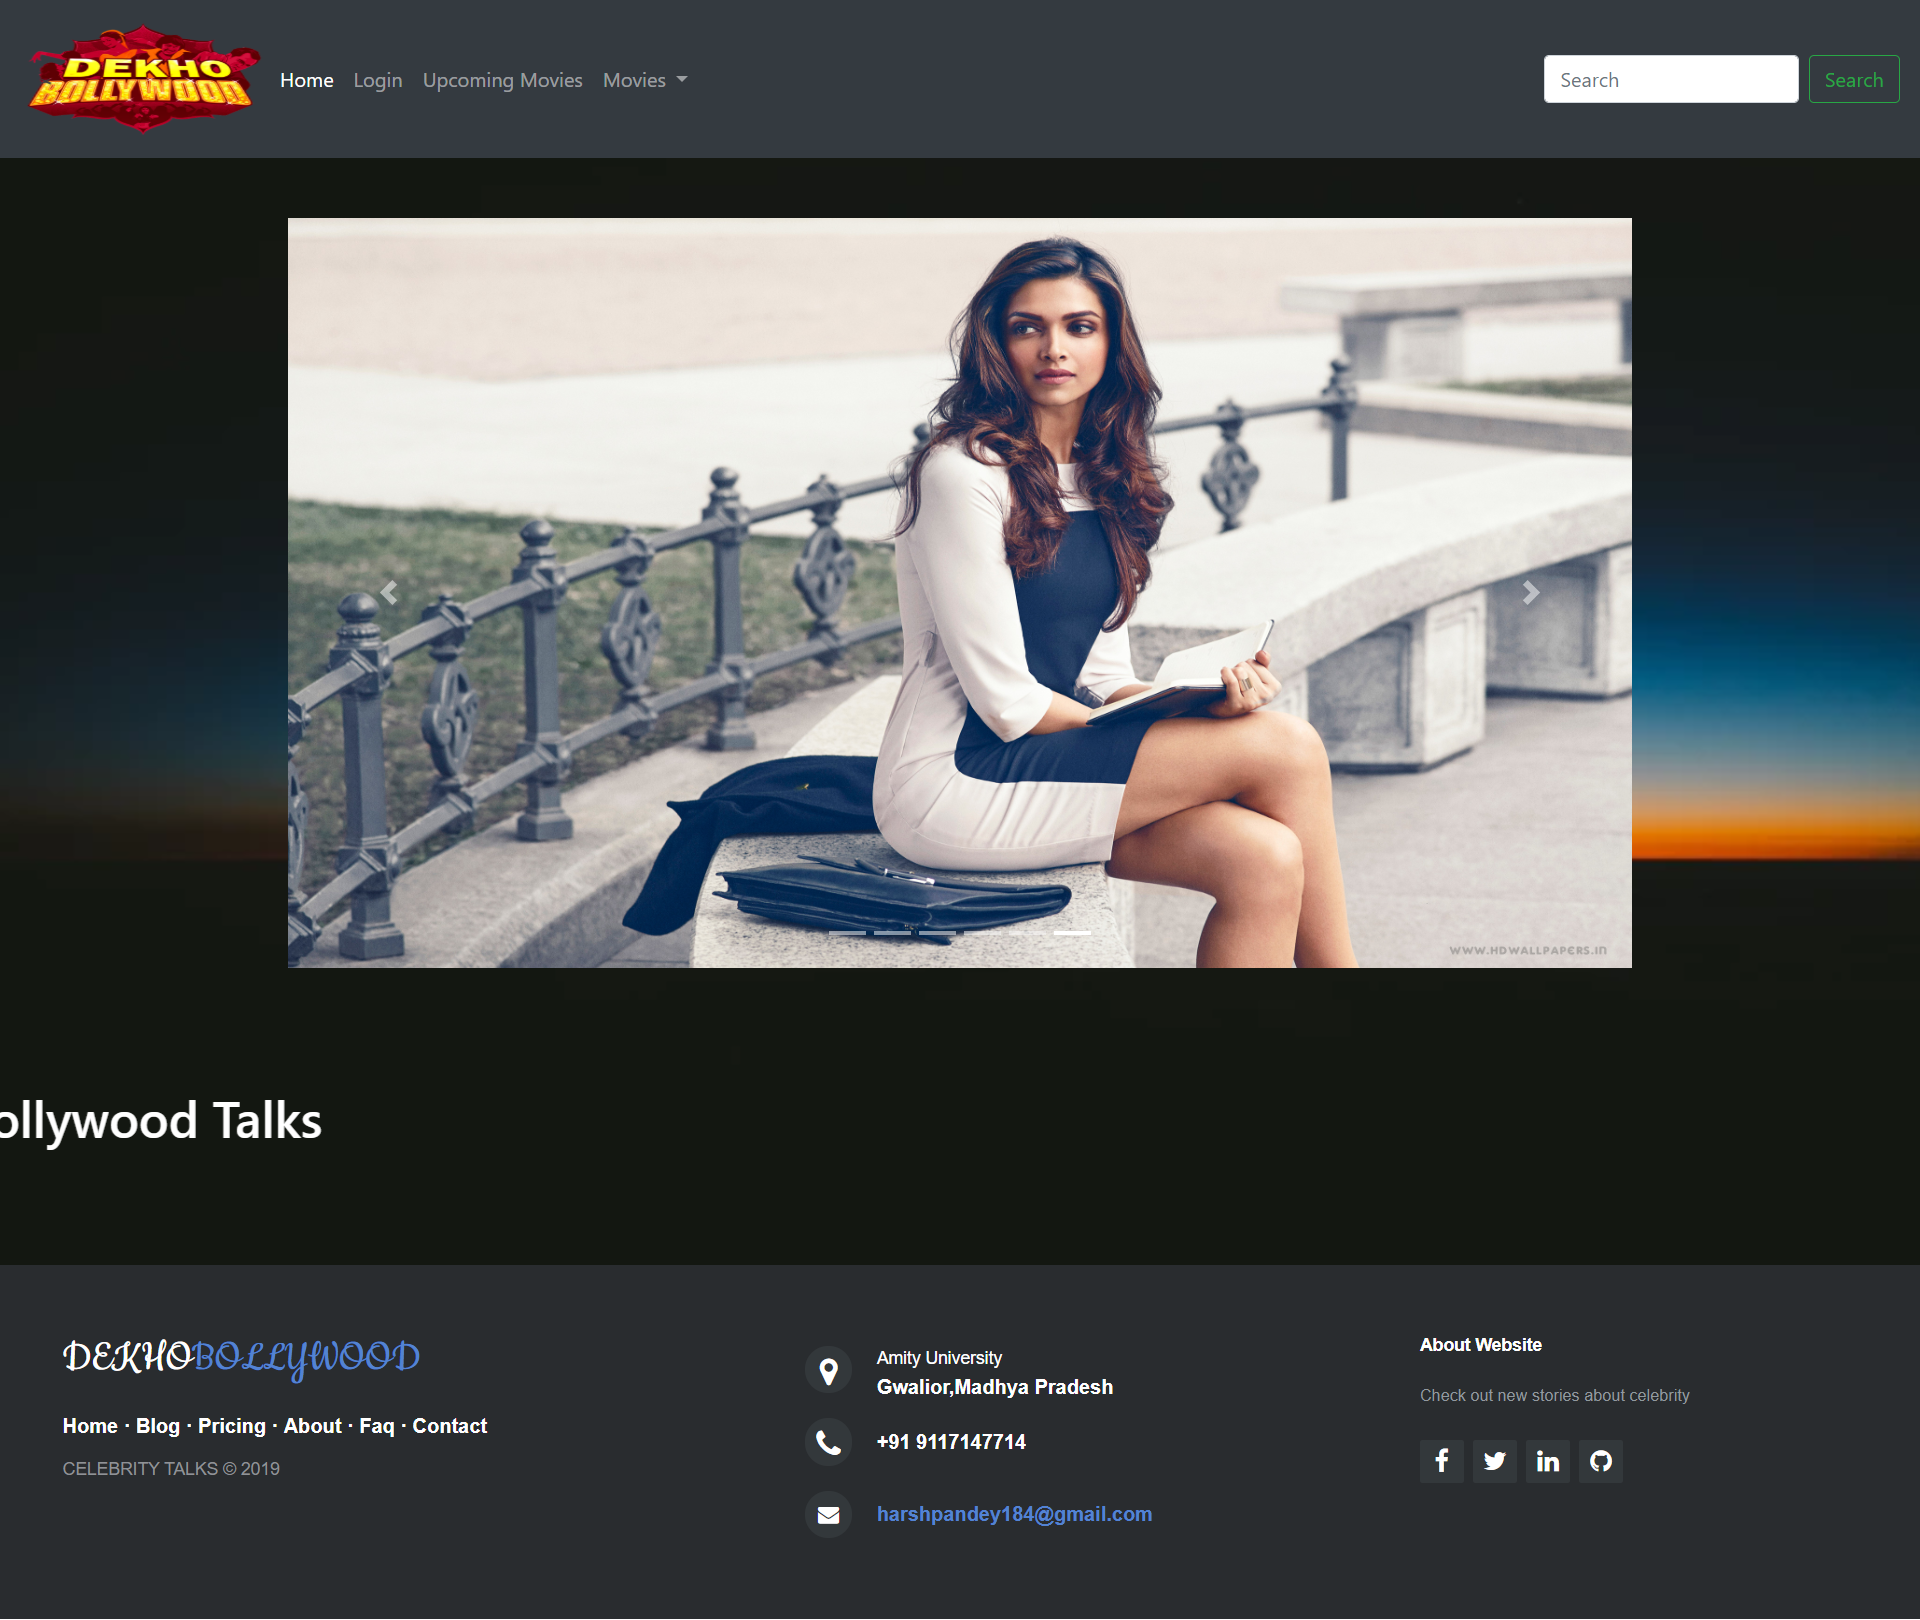 DEKHO
BOLLYWOOD
Home Login Upcoming Movies Movies
Search Search
WWW.HDWALLPAPERS.IN
ollywood Talks
DEKHOBOLLYWOOD
Home · Blog · Pricing · About · Faq · Contact
CELEBRITY TALKS © 2019
Amity University
Gwalior,Madhya Pradesh
+91 9117147714
harshpandey184@gmail.com
About Website
Check out new stories about celebrity